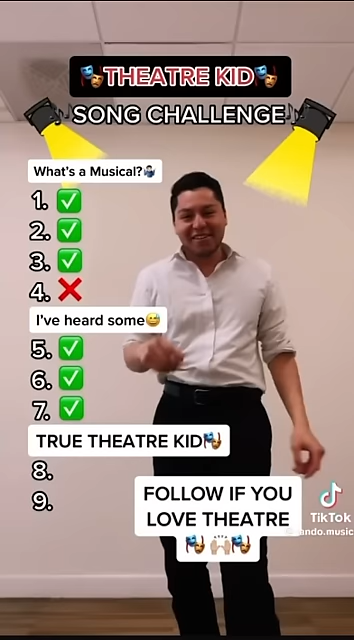 🎭THEATRE KID🎭
🎶SONG CHALLENGE🎶
What's a Musical?🤷🏻‍♂️
1. ✅
2. ✅
3. ✅
4. ❌
I've heard some😅
5. ✅
6. ✅
7. ✅
TRUE THEATRE KID🎭
8.
9.
FOLLOW IF YOU
LOVE THEATRE
🎭🙌🏼🎭
TikTok